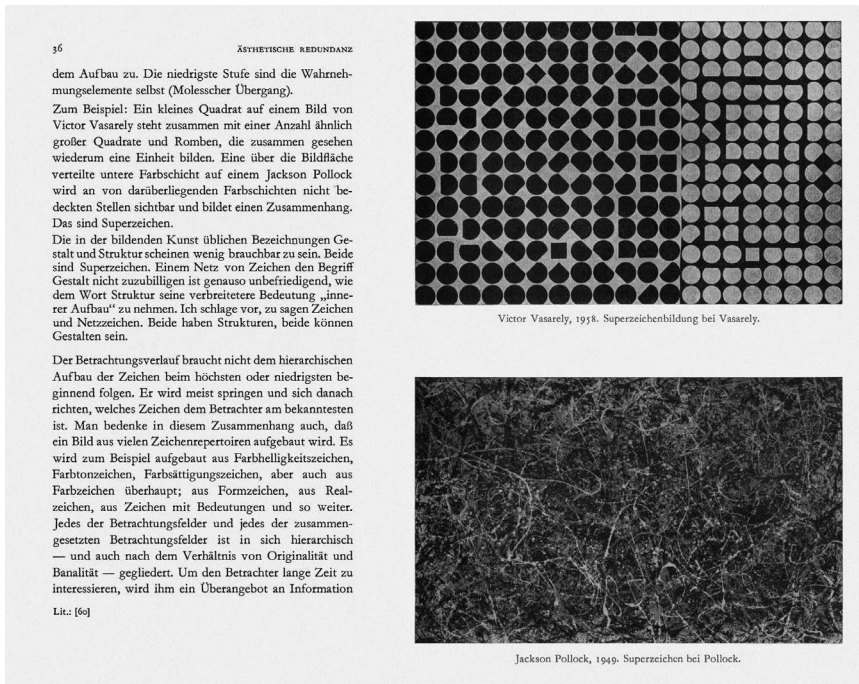 36
ÄSTHETISCHE REDUNDANZ
dem Aufbau zu. Die niedrigste Stufe sind die Wahrneh-
mungselemente selbst (Molesscher Übergang).
Zum Beispiel: Ein kleines Quadrat auf einem Bild von
Victor Vasarely steht zusammen mit einer Anzahl ähnlich
großer Quadrate und Romben, die zusammen gesehen
wiederum eine Einheit bilden. Eine über die Bildfläche
verteilte untere Farbschicht auf einem Jackson Pollock
wird an von darüberliegenden Farbschichten nicht be-
deckten Stellen sichtbar und bildet einen Zusammenhang.
Das sind Superzeichen.
Die in der bildenden Kunst üblichen Bezeichnungen Ge-
stalt und Struktur scheinen wenig brauchbar zu sein. Beide
sind Superzeichen. Einem Netz von Zeichen den Begriff
Gestalt nicht zuzubilligen ist genauso unbefriedigend, wie
dem Wort Struktur seine verbreitetere Bedeutung „inne-
rer Aufbau“ zu nehmen. Ich schlage vor, zu sagen Zeichen
und Netzzeichen. Beide haben Strukturen, beide können
Gestalten sein.
Der Betrachtungsverlauf braucht nicht dem hierarchischen
Aufbau der Zeichen beim höchsten oder niedrigsten be-
ginnend folgen. Er wird meist springen und sich danach
richten, welches Zeichen dem Betrachter am bekanntesten
ist. Man bedenke in diesem Zusammenhang auch, daß
ein Bild aus vielen Zeichenrepertoiren aufgebaut wird. Es
wird zum Beispiel aufgebaut aus Farbhelligkeitszeichen,
Farbtonzeichen, Farbsättigungszeichen, aber auch aus
Farbzeichen überhaupt; aus Formzeichen, aus Real-
zeichen, aus Zeichen mit Bedeutungen und so weiter.
Jedes der Betrachtungsfelder und jedes der zusammen-
gesetzten Betrachtungsfelder ist in sich hierarchisch
— und auch nach dem Verhältnis von Originalität und
Banalität — gegliedert. Um den Betrachter lange Zeit zu
interessieren, wird ihm ein Überangebot an Information
Lit.: [60]
Victor Vasarely, 1958. Superzeichenbildung bei Vasarely.
Jackson Pollock, 1949. Superzeichen bei Pollock.